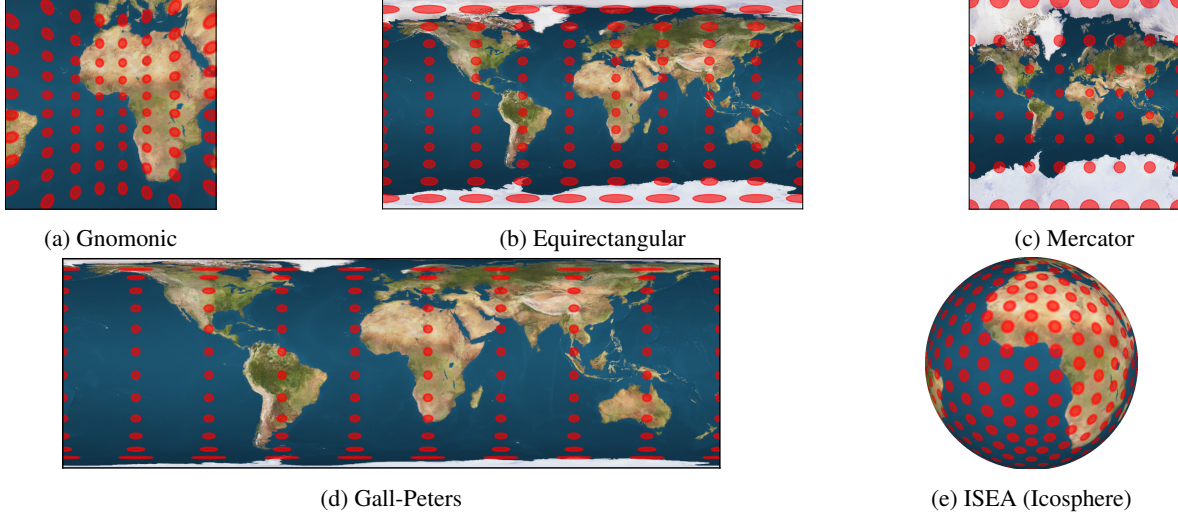 (a) Gnomonic
(b) Equirectangular
(c) Mercator
(d) Gall-Peters
(e) ISEA (Icosphere)